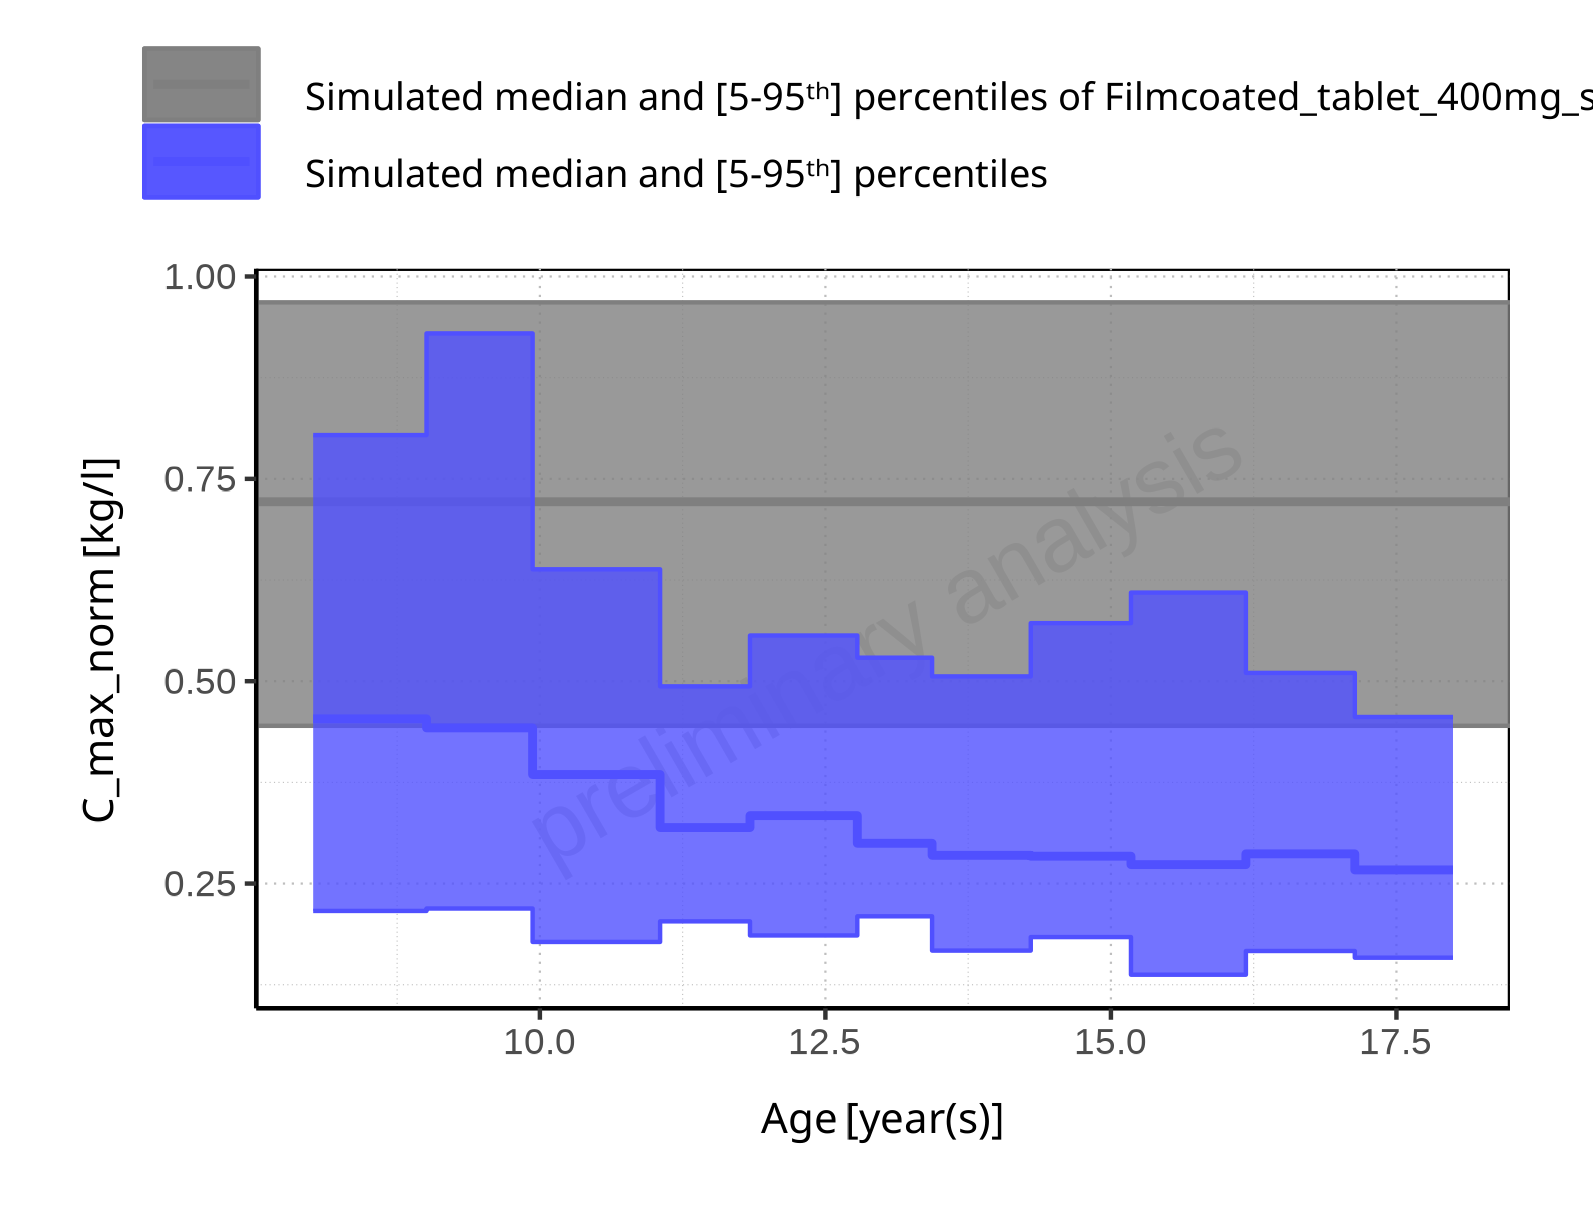 Simulated median and [5-95ᵗʰ] percentiles of Filmcoated_tablet_400mg_s
Simulated median and [5-95ᵗʰ] percentiles
1.00
0.75
0.50
0.25
C_max_norm [kg/l]
preliminary analysis
10.0 12.5 15.0 17.5
Age [year(s)]